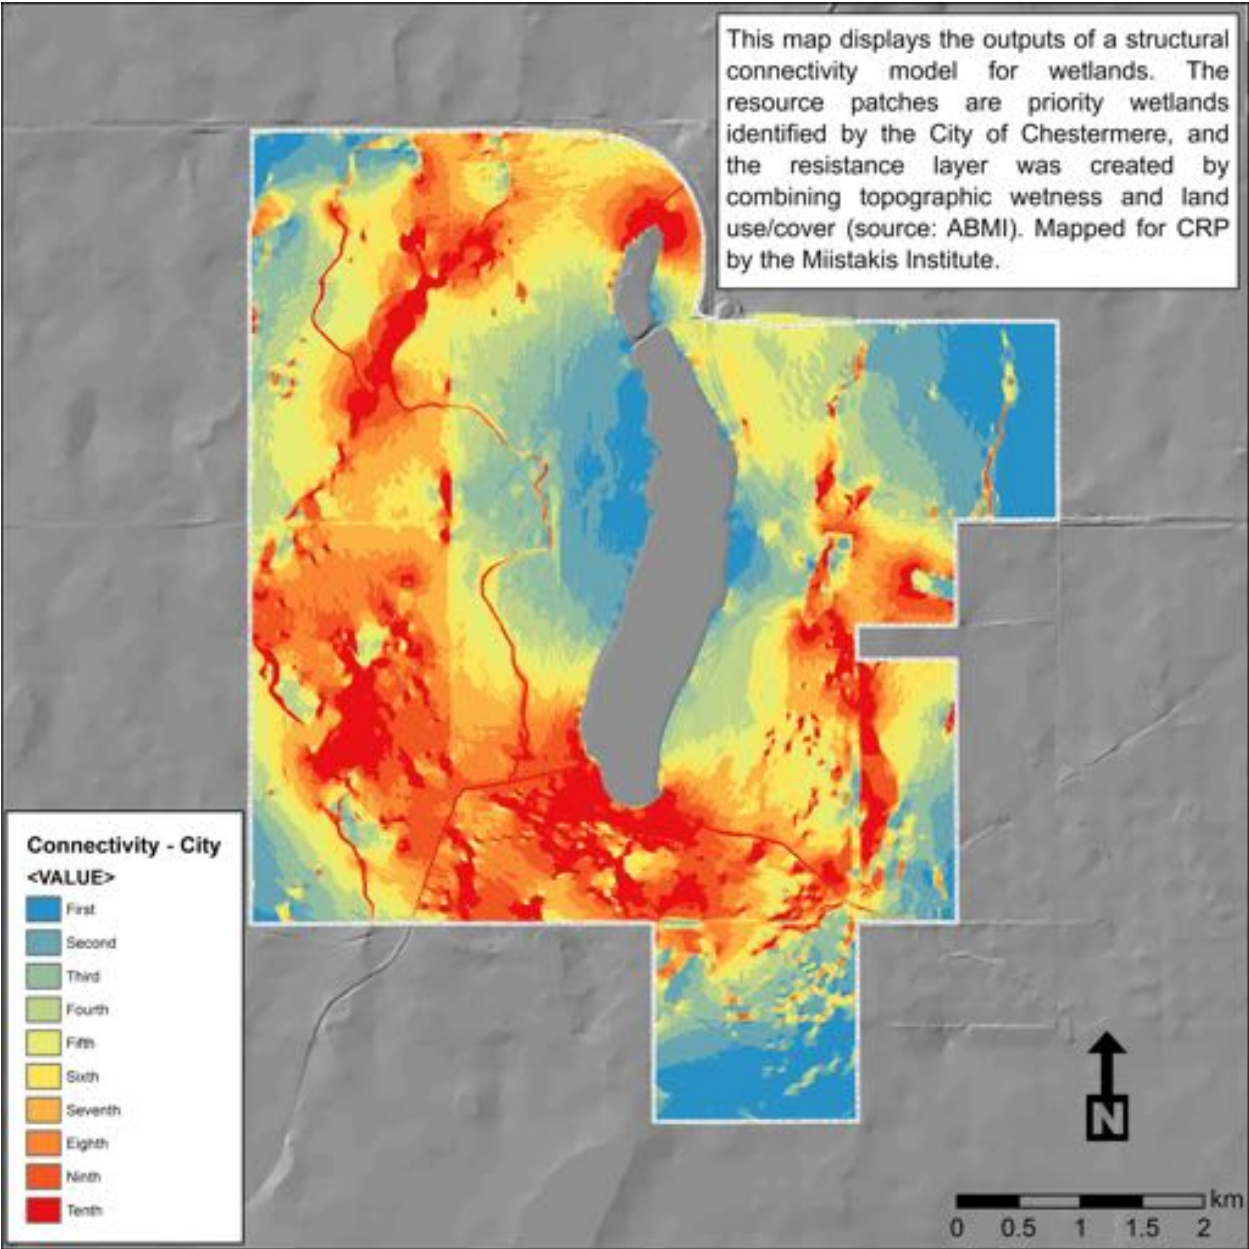 This map displays the outputs of a structural
connectivity model for wetlands. The
resource patches are priority wetlands
identified by the City of Chestermere, and
the resistance layer was created by
combining topographic wetness and land
use/cover (source: ABMI). Mapped for CRP
by the Miistakis Institute.
Connectivity - City
<VALUE>
First
Second
Third
Fourth
Fifth
Sixth
Seventh
Eighth
Ninth
Tenth
N
km
0 0.5 1 1.5 2